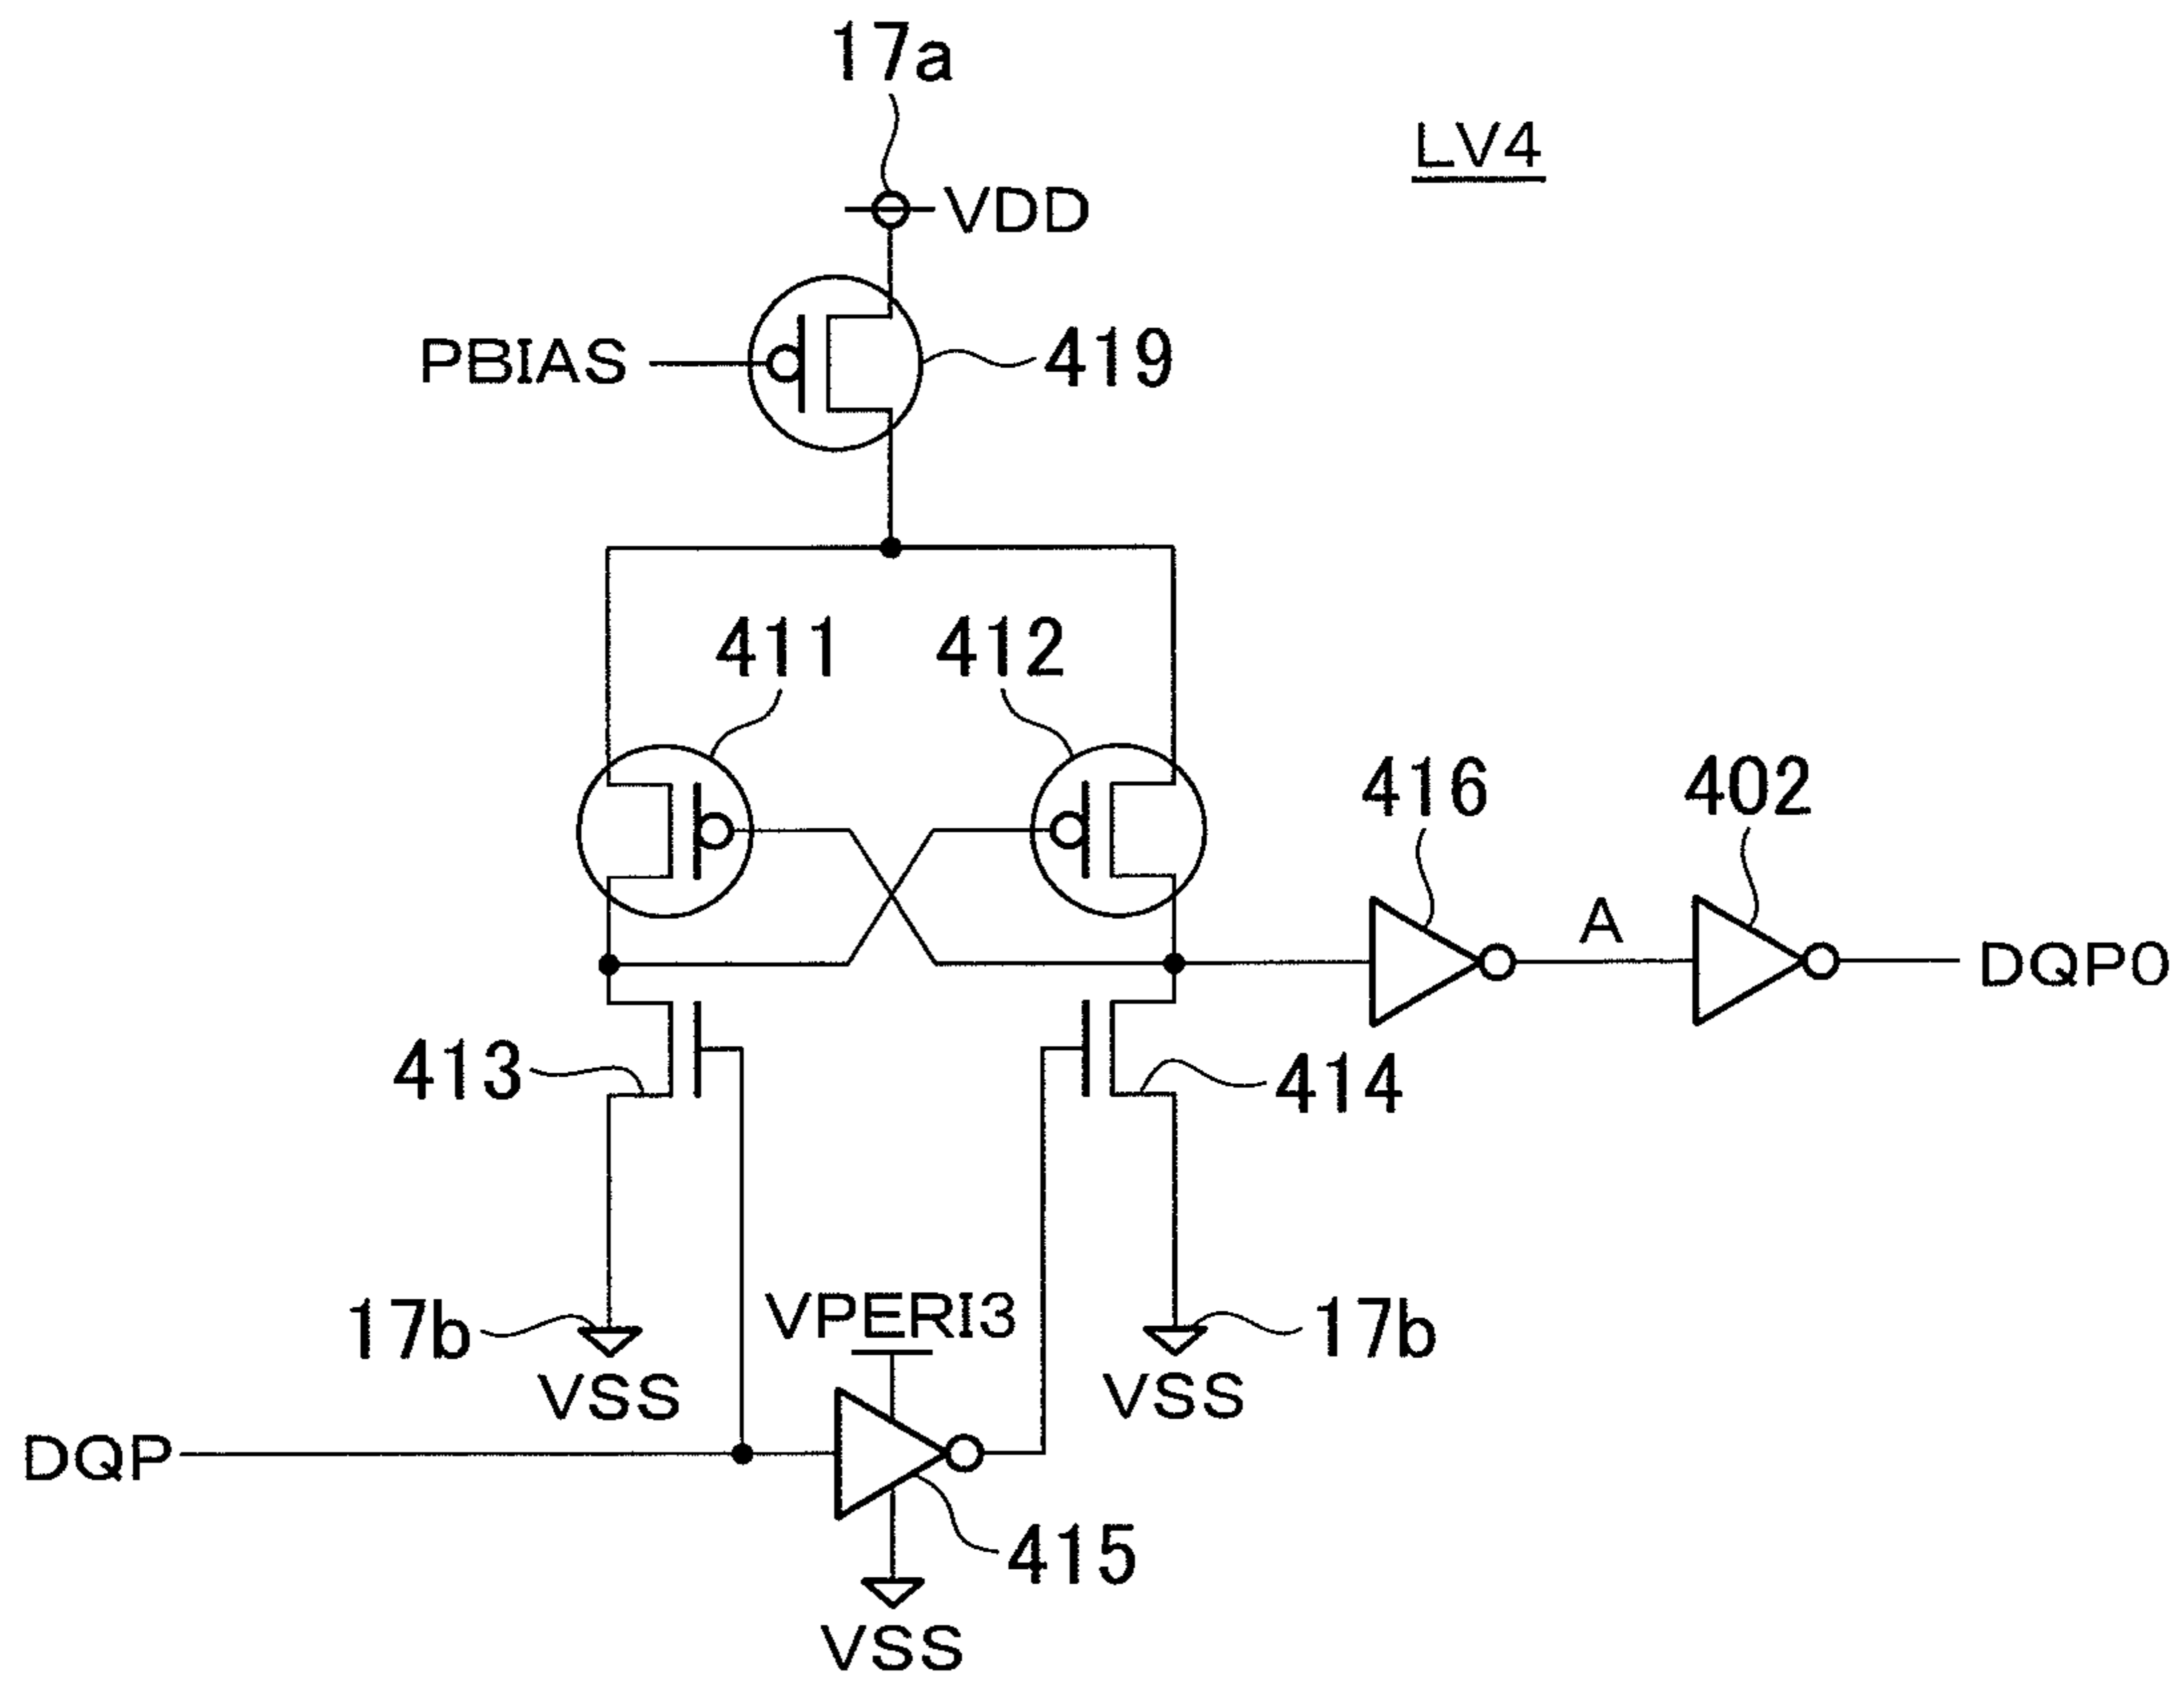 17a
LV4
VDD
PBIAS
419
411
412
416
402
A
DQP0
413
414
VPERI3
17b
17b
VSS
VSS
DQP
415
VSS